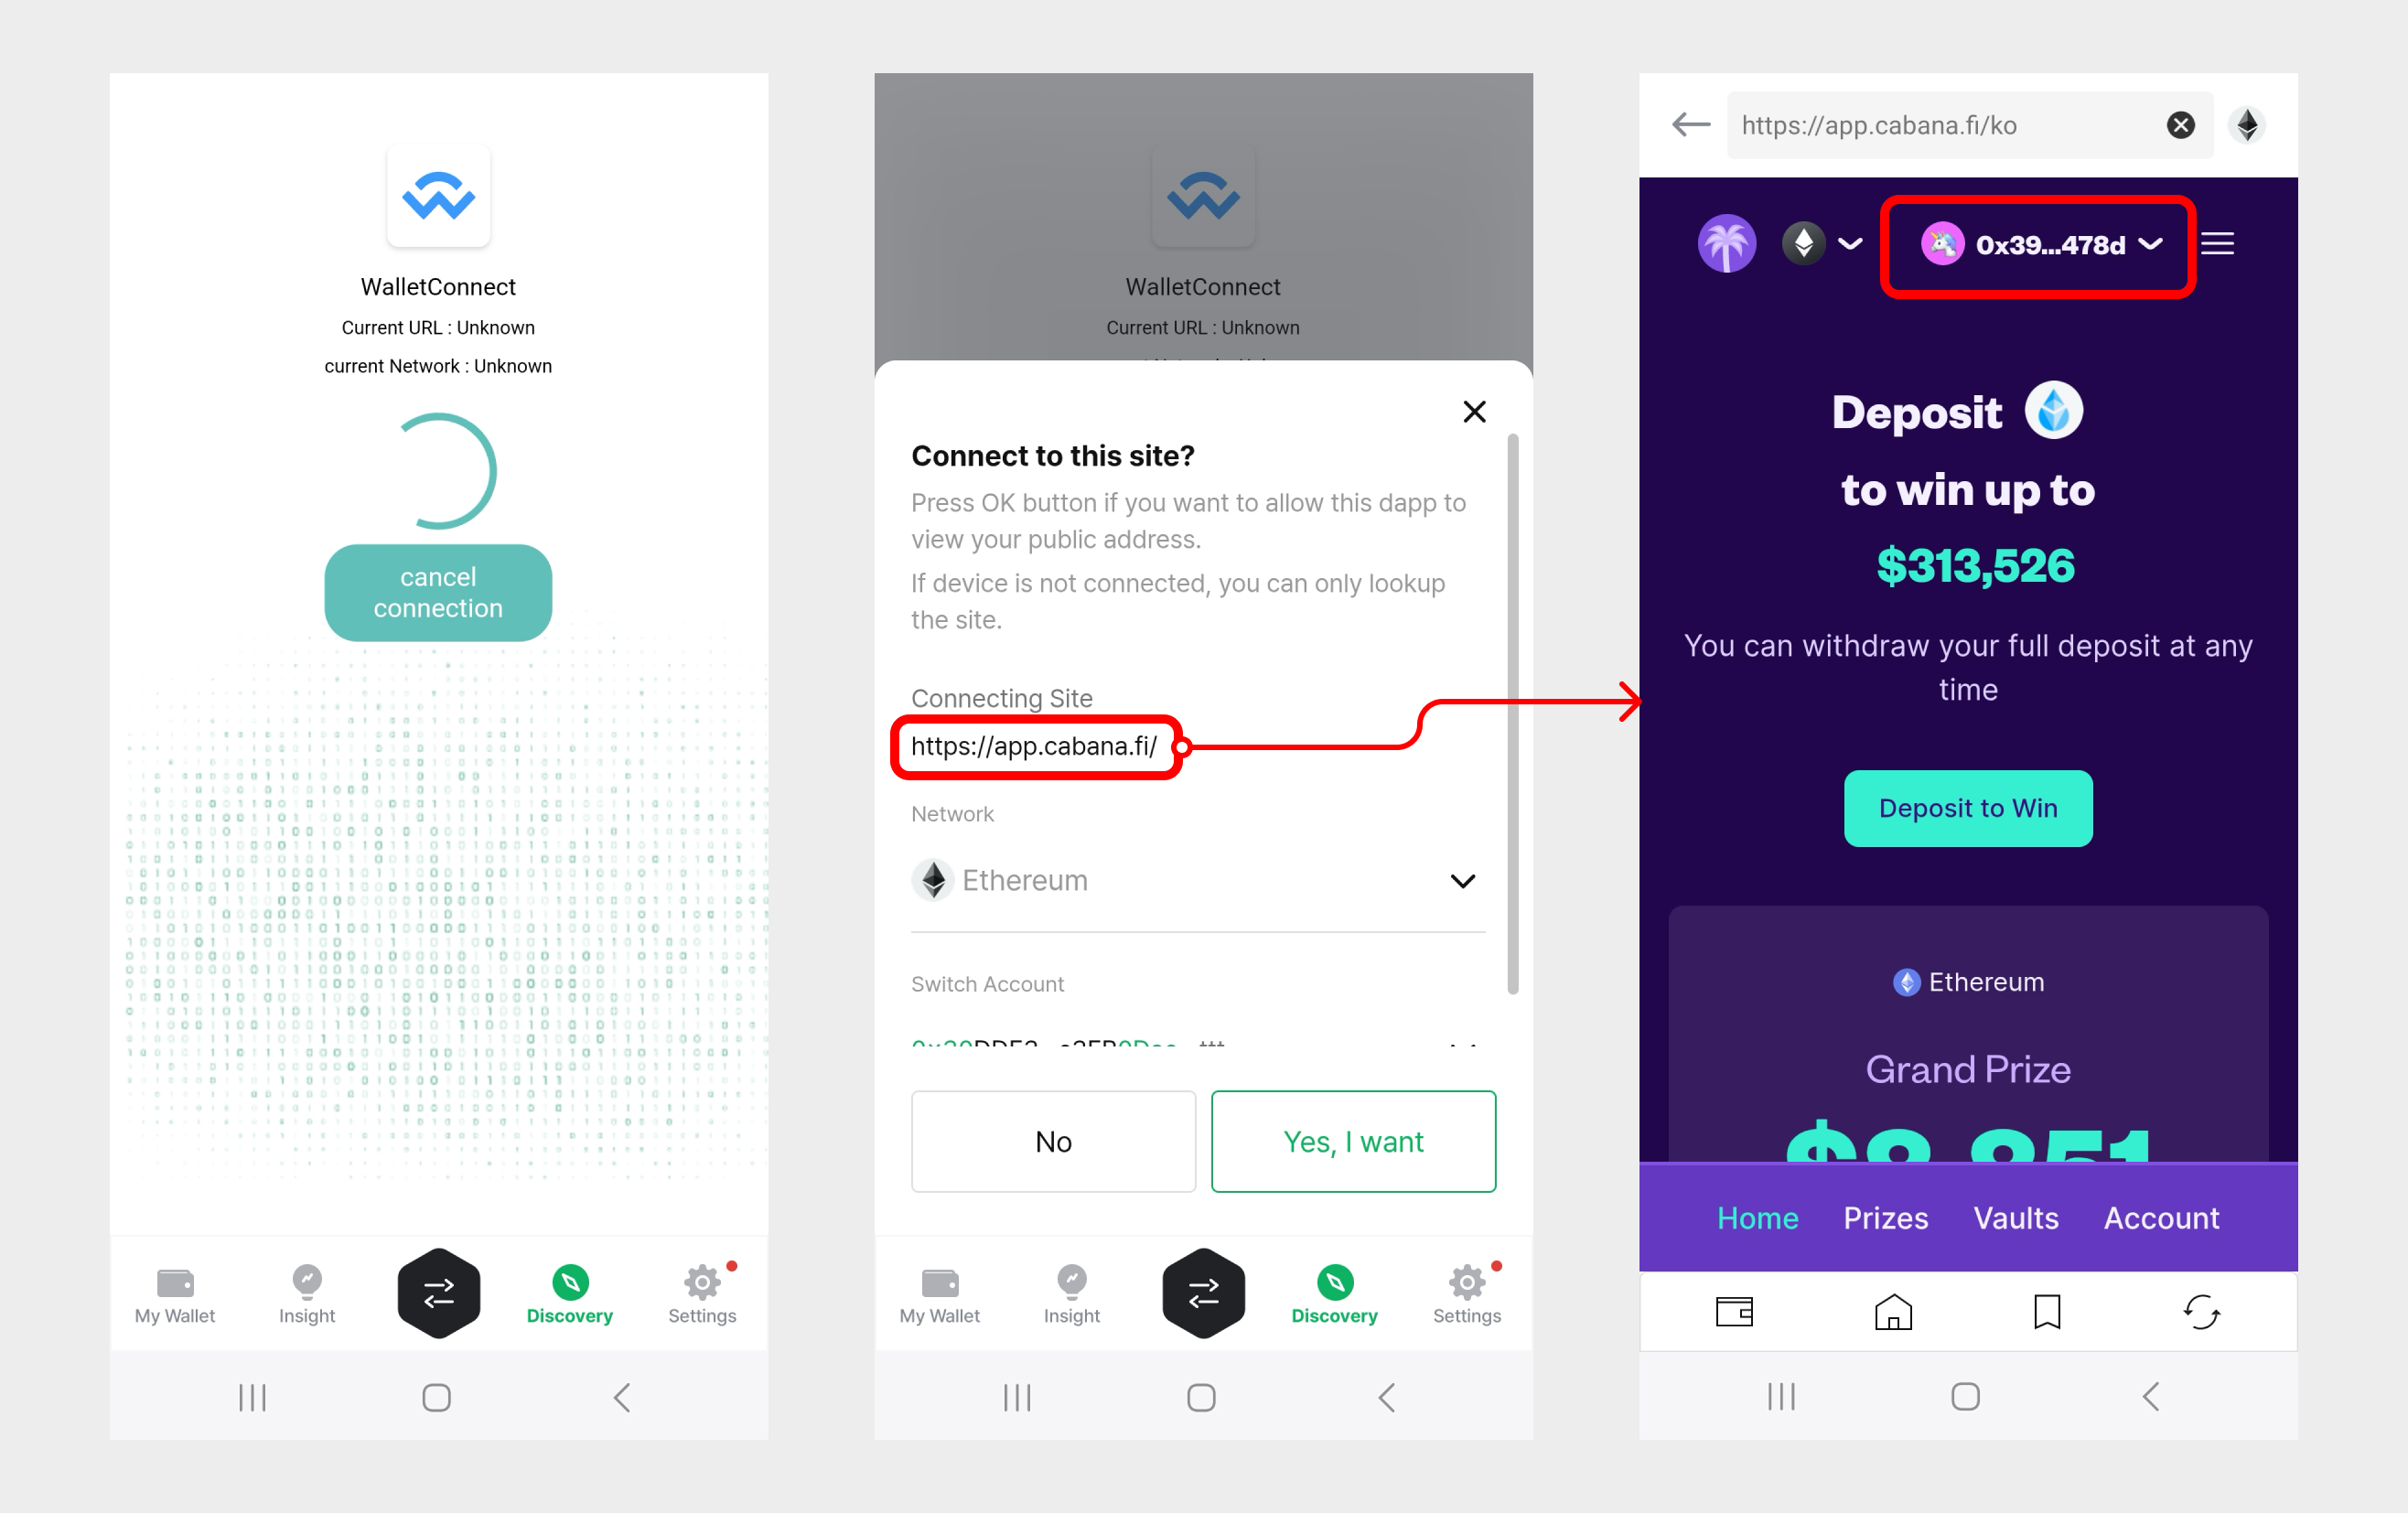 WalletConnect
Current URL : Unknown
current Network : Unknown
cancel
connection
My Wallet
Insight
Discovery
Settings
WalletConnect
Current URL : Unknown
Connect to this site?
Press OK button if you want to allow this dapp to
view your public address.
If device is not connected, you can only lookup
the site.
Connecting Site
https://app.cabana.fi/
Network
Ethereum
Switch Account
No
Yes, I want
My Wallet
Insight
Discovery
Settings
https://app.cabana.fi/ko
0x39...478d
Deposit
to win up to
$313,526
You can withdraw your full deposit at any
time
Deposit to Win
Ethereum
Grand Prize
Home
Prizes
Vaults
Account